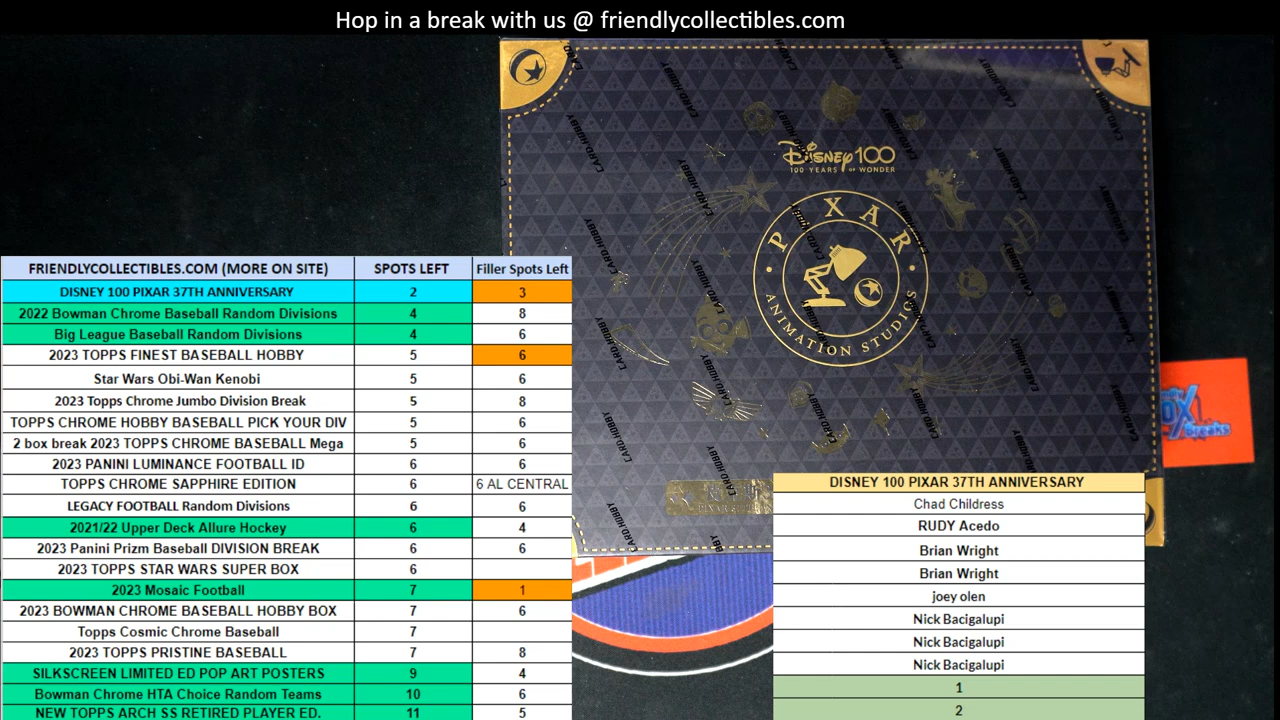 Hop in a break with us @ friendlycollectibles.com
Disney 100
100 YEARS OF WONDER
PIXAR
ANIMATION STUDIOS
CARD.HOBBY
FRIENDLYCOLLECTIBLES.COM (MORE ON SITE) SPOTS LEFT Filler Spots Left
DISNEY 100 PIXAR 37TH ANNIVERSARY 2 3
2022 Bowman Chrome Baseball Random Divisions 4 8
Big League Baseball Random Divisions 4 6
2023 TOPPS FINEST BASEBALL HOBBY 5 6
Star Wars Obi-Wan Kenobi 5 6
2023 Topps Chrome Jumbo Division Break 5 8
TOPPS CHROME HOBBY BASEBALL PICK YOUR DIV 5 6
2 box break 2023 TOPPS CHROME BASEBALL Mega 5 6
2023 PANINI LUMINANCE FOOTBALL ID 6 6
TOPPS CHROME SAPPHIRE EDITION 6 6 AL CENTRAL
LEGACY FOOTBALL Random Divisions 6 6
2021/22 Upper Deck Allure Hockey 6 4
2023 Panini Prizm Baseball DIVISION BREAK 6 6
2023 TOPPS STAR WARS SUPER BOX 6
2023 Mosaic Football 7 1
2023 BOWMAN CHROME BASEBALL HOBBY BOX 7 6
Topps Cosmic Chrome Baseball 7
2023 TOPPS PRISTINE BASEBALL 7 8
SILKSCREEN LIMITED ED POP ART POSTERS 9 4
Bowman Chrome HTA Choice Random Teams 10 6
NEW TOPPS ARCH SS RETIRED PLAYER ED. 11 5
DISNEY 100 PIXAR 37TH ANNIVERSARY
Chad Childress
RUDY Acedo
Brian Wright
Brian Wright
joey olen
Nick Bacigalupi
Nick Bacigalupi
Nick Bacigalupi
1
2
OX
Breaks